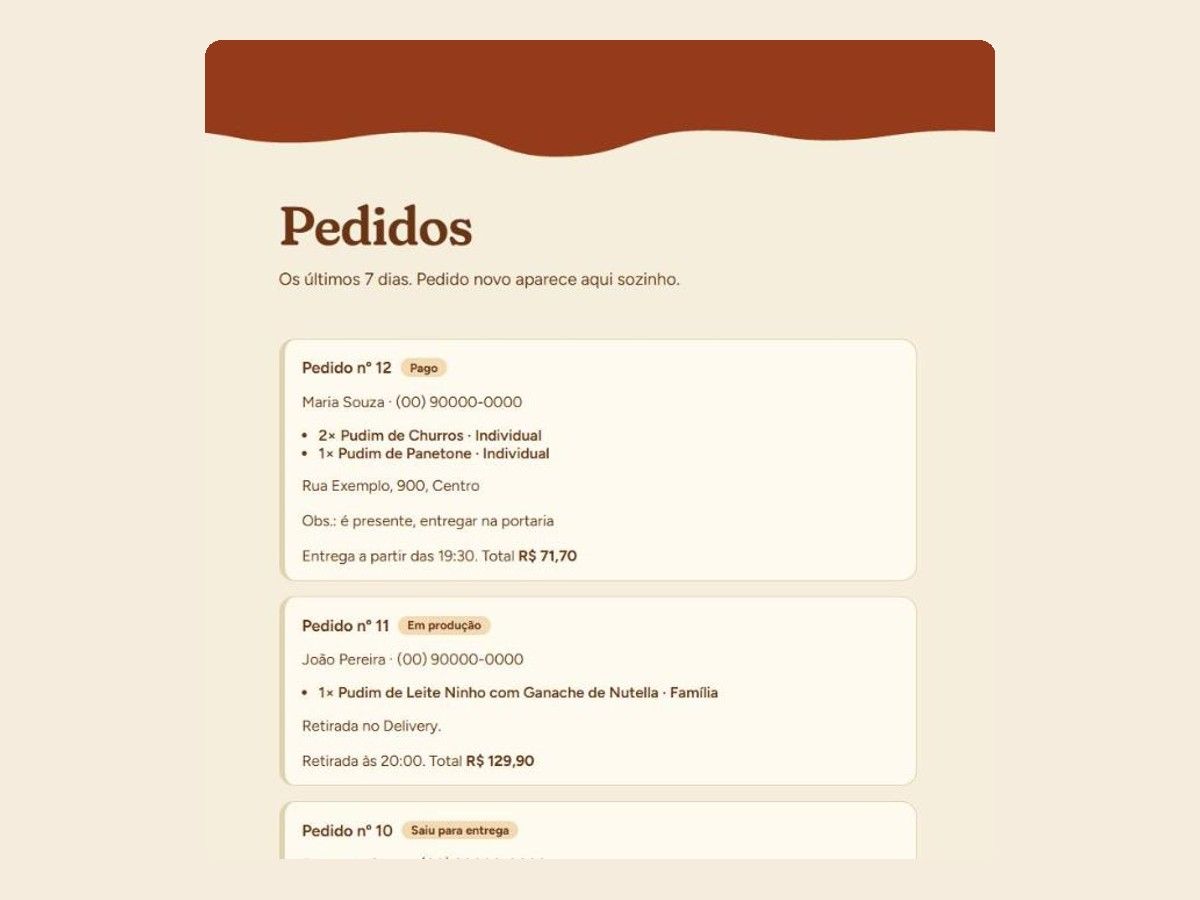 Pedidos
Os últimos 7 dias. Pedido novo aparece aqui sozinho.
Pedido nº 12 Pago
Maria Souza · (00) 90000-0000
• 2× Pudim de Churros · Individual
• 1× Pudim de Panetone · Individual
Rua Exemplo, 900, Centro
Obs.: é presente, entregar na portaria
Entrega a partir das 19:30. Total R$ 71,70
Pedido nº 11 Em produção
João Pereira · (00) 90000-0000
• 1× Pudim de Leite Ninho com Ganache de Nutella · Família
Retirada no Delivery.
Retirada às 20:00. Total R$ 129,90
Pedido nº 10 Saiu para entrega